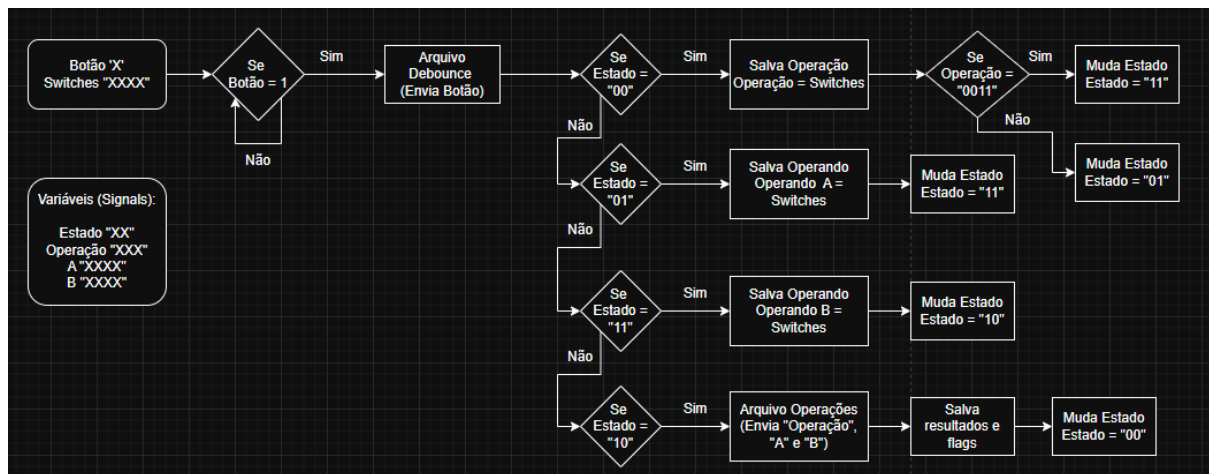 Botão 'X'
Switches "XXXX"
Se
Botão = 1
Sim
Não
Arquivo
Debounce
(Envia Botão)
Se
Estado =
"00"
Sim
Não
Salva Operação
Operação = Switches
Se
Operação =
"0011"
Sim
Não
Muda Estado
Estado = "11"
Muda Estado
Estado = "01"
Variáveis (Signals):
Estado "XX"
Operação "XXX"
A "XXXX"
B "XXXX"
Se
Estado =
"01"
Sim
Não
Salva Operando
Operando A =
Switches
Muda Estado
Estado = "11"
Se
Estado =
"11"
Sim
Não
Salva Operando
Operando B =
Switches
Muda Estado
Estado = "10"
Se
Estado =
"10"
Sim
Arquivo Operações
(Envia "Operação",
"A" e "B")
Salva
resultados e
flags
Muda Estado
Estado = "00"